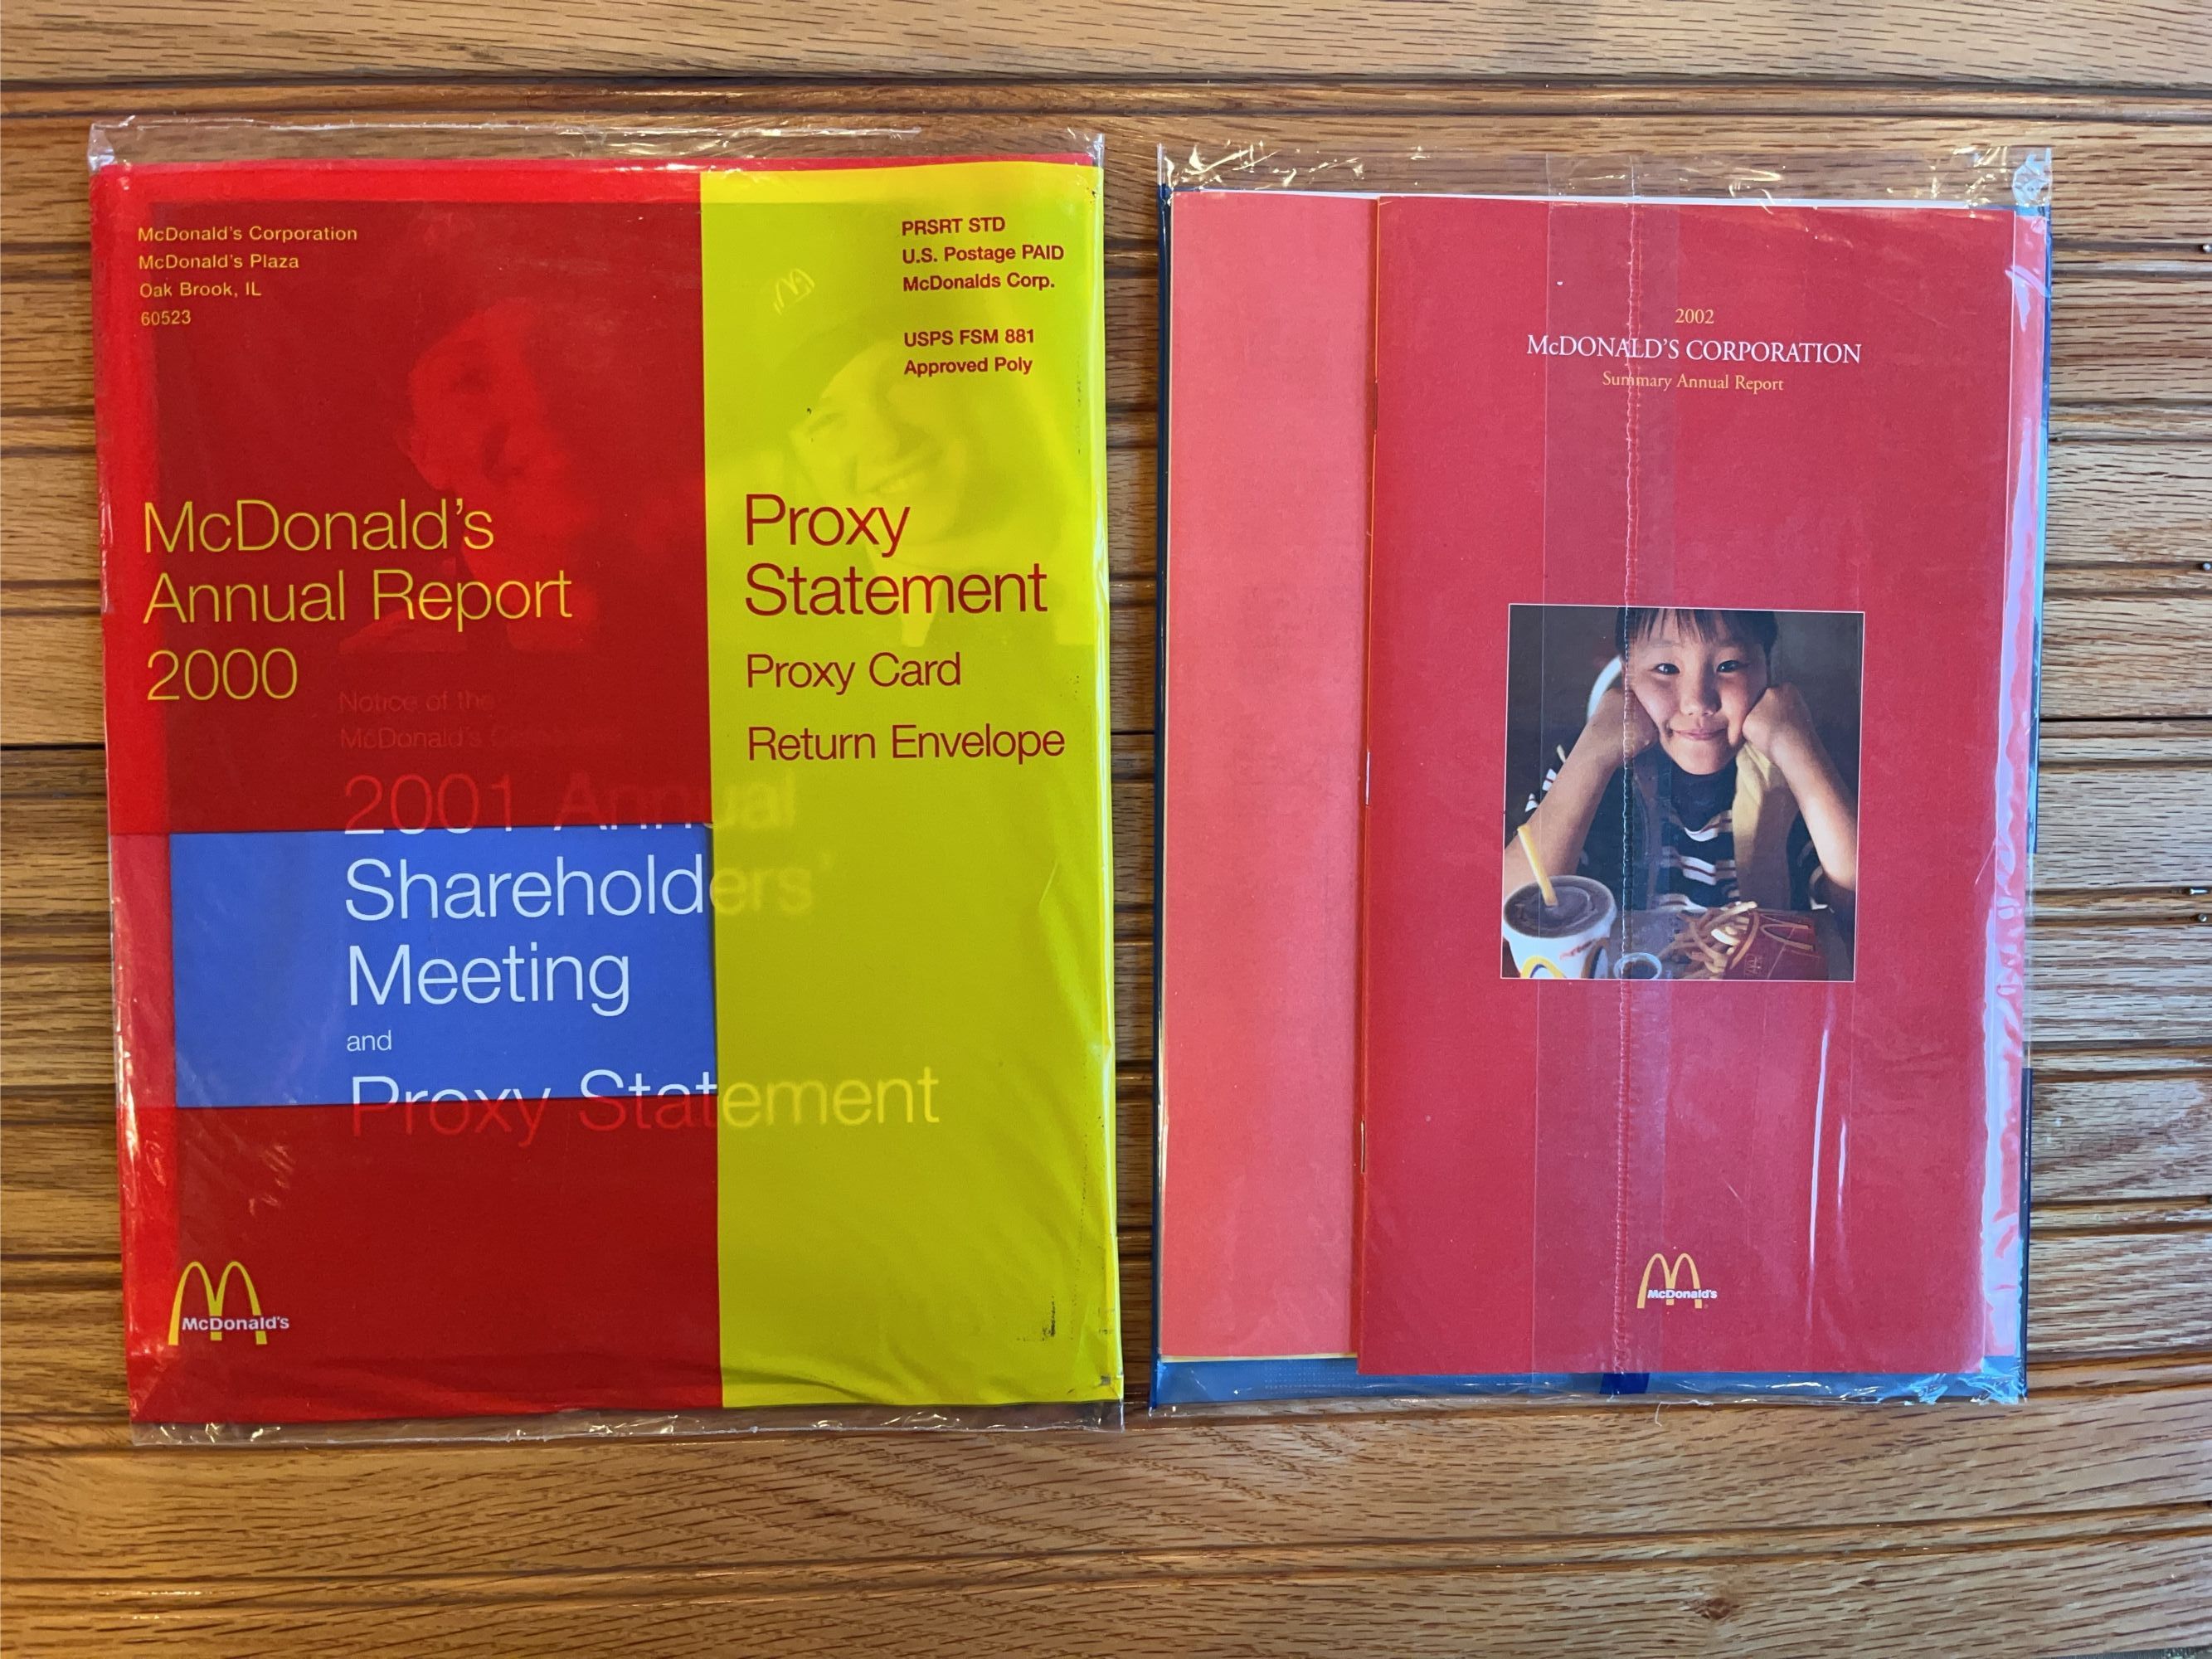 McDonald's Corporation
McDonald's Plaza
Oak Brook, IL
60523
PRSRT STD
U.S. Postage PAID
McDonalds Corp.
USPS FSM 881
Approved Poly
McDonald's
Annual Report
2000
Proxy
Statement
Proxy Card
Return Envelope
Notice of the
McDonald's
2001 Annual
Shareholders'
Meeting
and
Proxy Statement
McDonald's
2002
McDONALD'S CORPORATION
Summary Annual Report
McDonald's